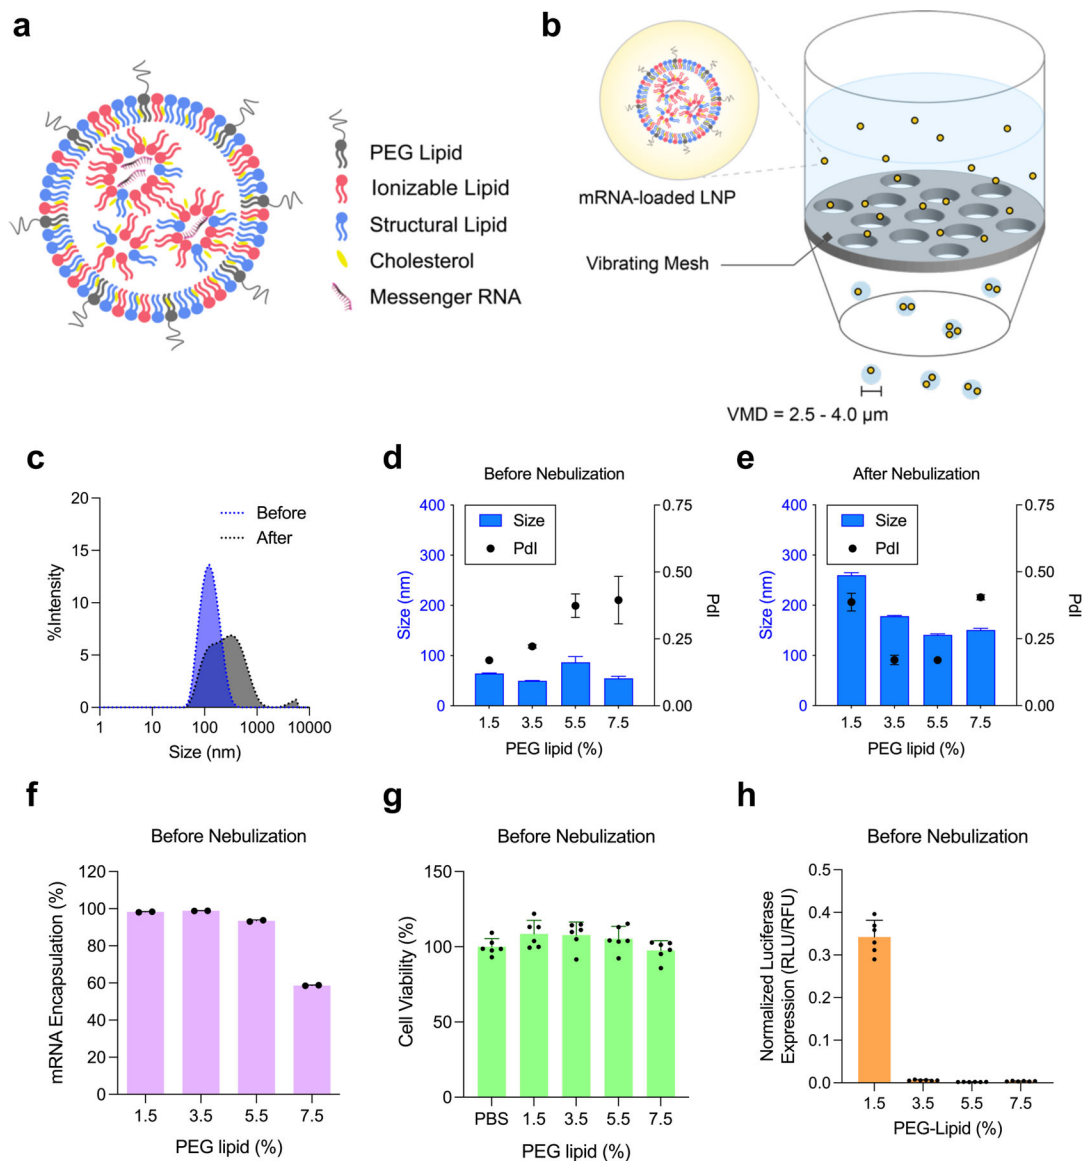 a
PEG Lipid
Ionizable Lipid
Structural Lipid
Cholesterol
Messenger RNA
b
mRNA-loaded LNP
Vibrating Mesh
VMD = 2.5 - 4.0 μm
c
%Intensity
20
15
10
5
0
Before
After
1 10 100 1000 10000
Size (nm)
d
Before Nebulization
Size (nm)
400
300
200
100
0
Size
PdI
0.75
0.50
0.25
0.00
PdI
1.5 3.5 5.5 7.5
PEG lipid (%)
e
After Nebulization
Size (nm)
400
300
200
100
0
Size
PdI
0.75
0.50
0.25
0.00
PdI
1.5 3.5 5.5 7.5
PEG lipid (%)
f
Before Nebulization
mRNA Encapsulation (%)
120
100
80
60
40
20
0
1.5 3.5 5.5 7.5
PEG lipid (%)
g
Before Nebulization
Cell Viability (%)
150
100
50
0
PBS 1.5 3.5 5.5 7.5
PEG lipid (%)
h
Before Nebulization
Normalized Luciferase
Expression (RLU/RFU)
0.5
0.4
0.3
0.2
0.1
0.0
1.5 3.5 5.5 7.5
PEG-Lipid (%)